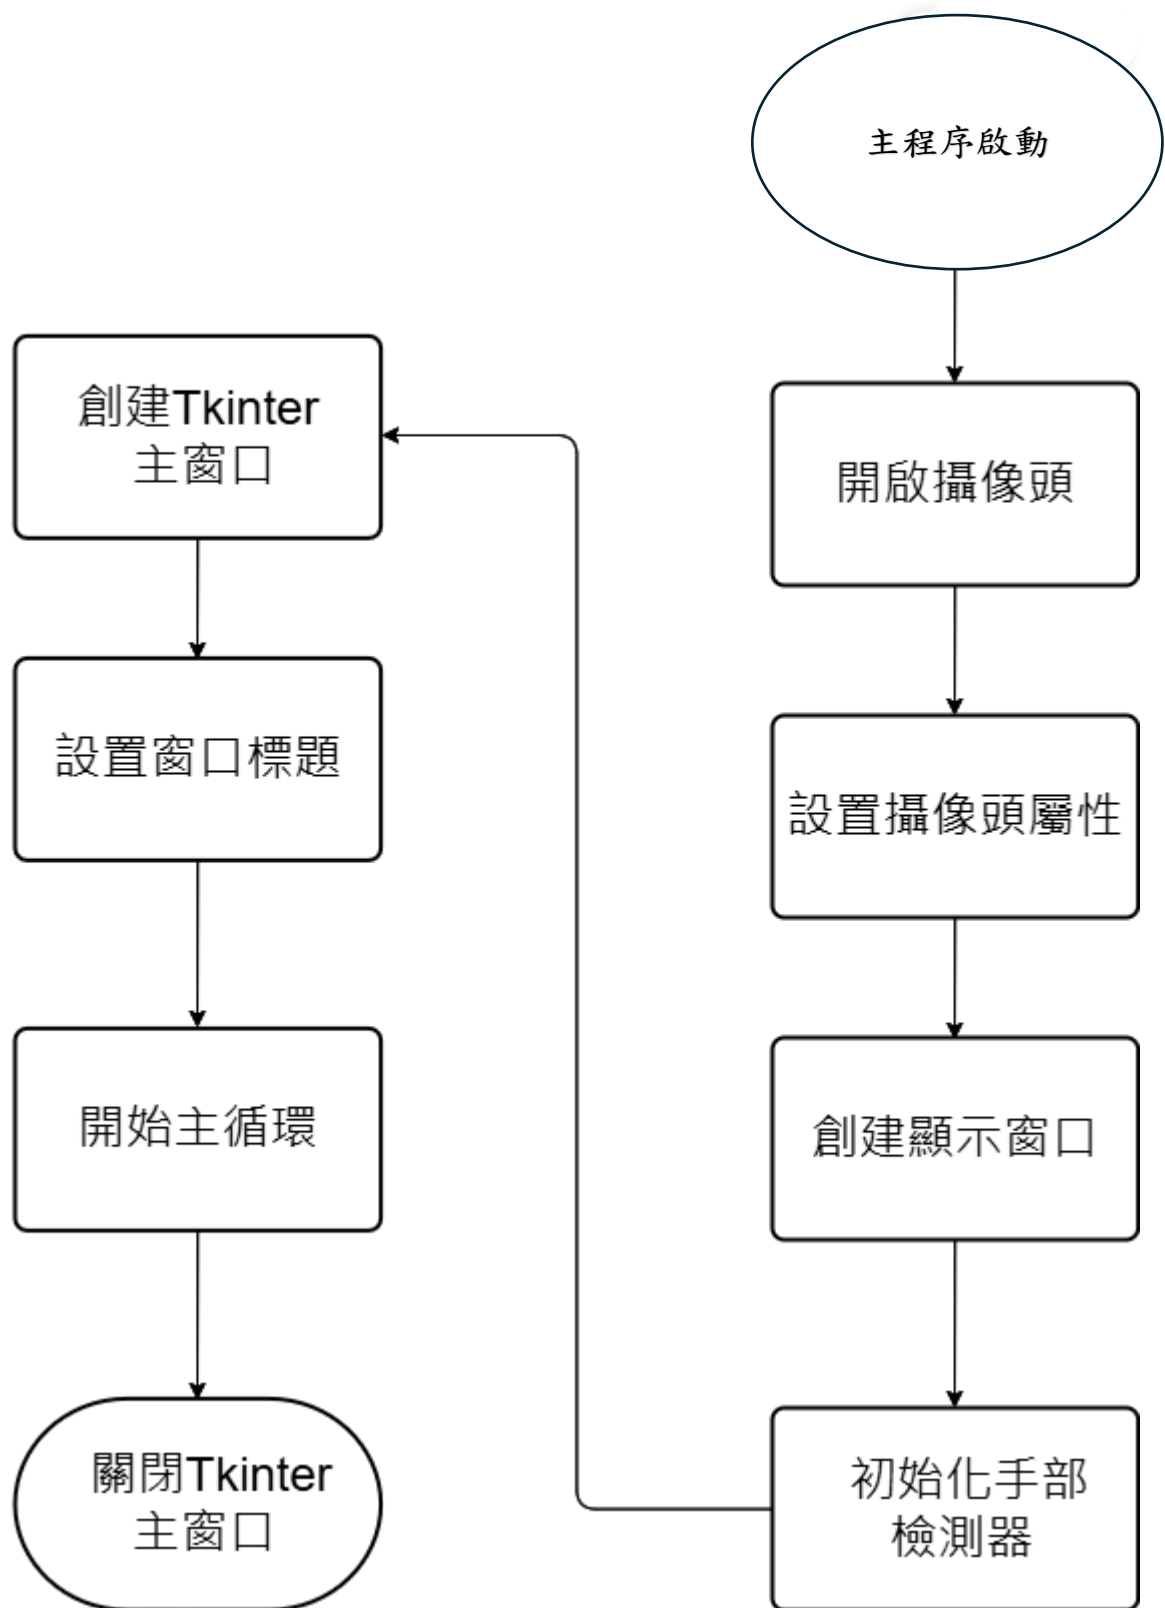 主程序啟動
開啟攝像頭
設置攝像頭屬性
創建顯示窗口
初始化手部
檢測器
創建Tkinter
主窗口
設置窗口標題
開始主循環
關閉Tkinter
主窗口